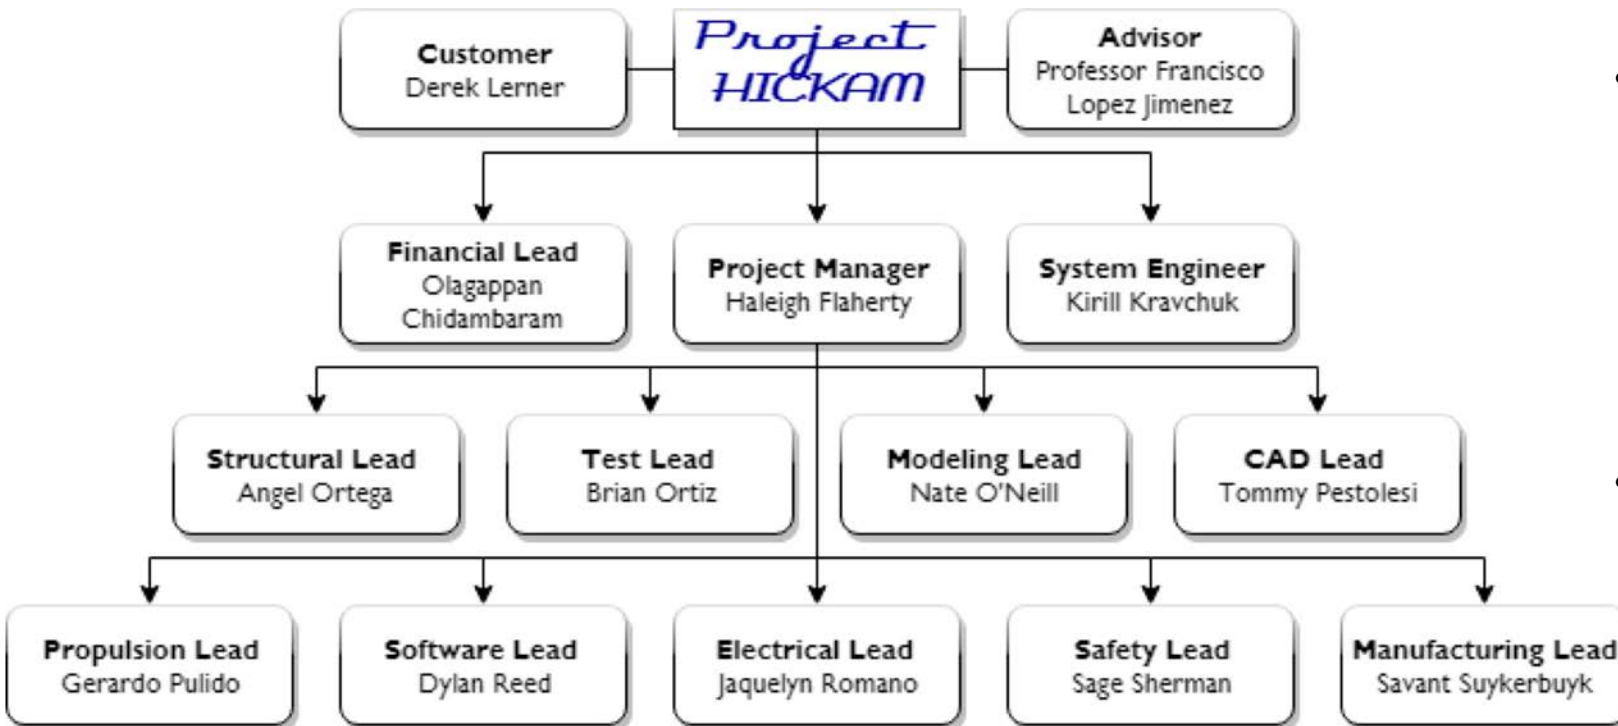 Customer
Derek Lerner
Project
HICKAM
Advisor
Professor Francisco
Lopez Jimenez
Financial Lead
Olagappan
Chidambaram
Project Manager
Haleigh Flaherty
System Engineer
Kirill Kravchuk
Structural Lead
Angel Ortega
Test Lead
Brian Ortiz
Modeling Lead
Nate O'Neill
CAD Lead
Tommy Pestolesi
Propulsion Lead
Gerardo Pulido
Software Lead
Dylan Reed
Electrical Lead
Jaquelyn Romano
Safety Lead
Sage Sherman
Manufacturing Lead
Savant Suykerbuyk